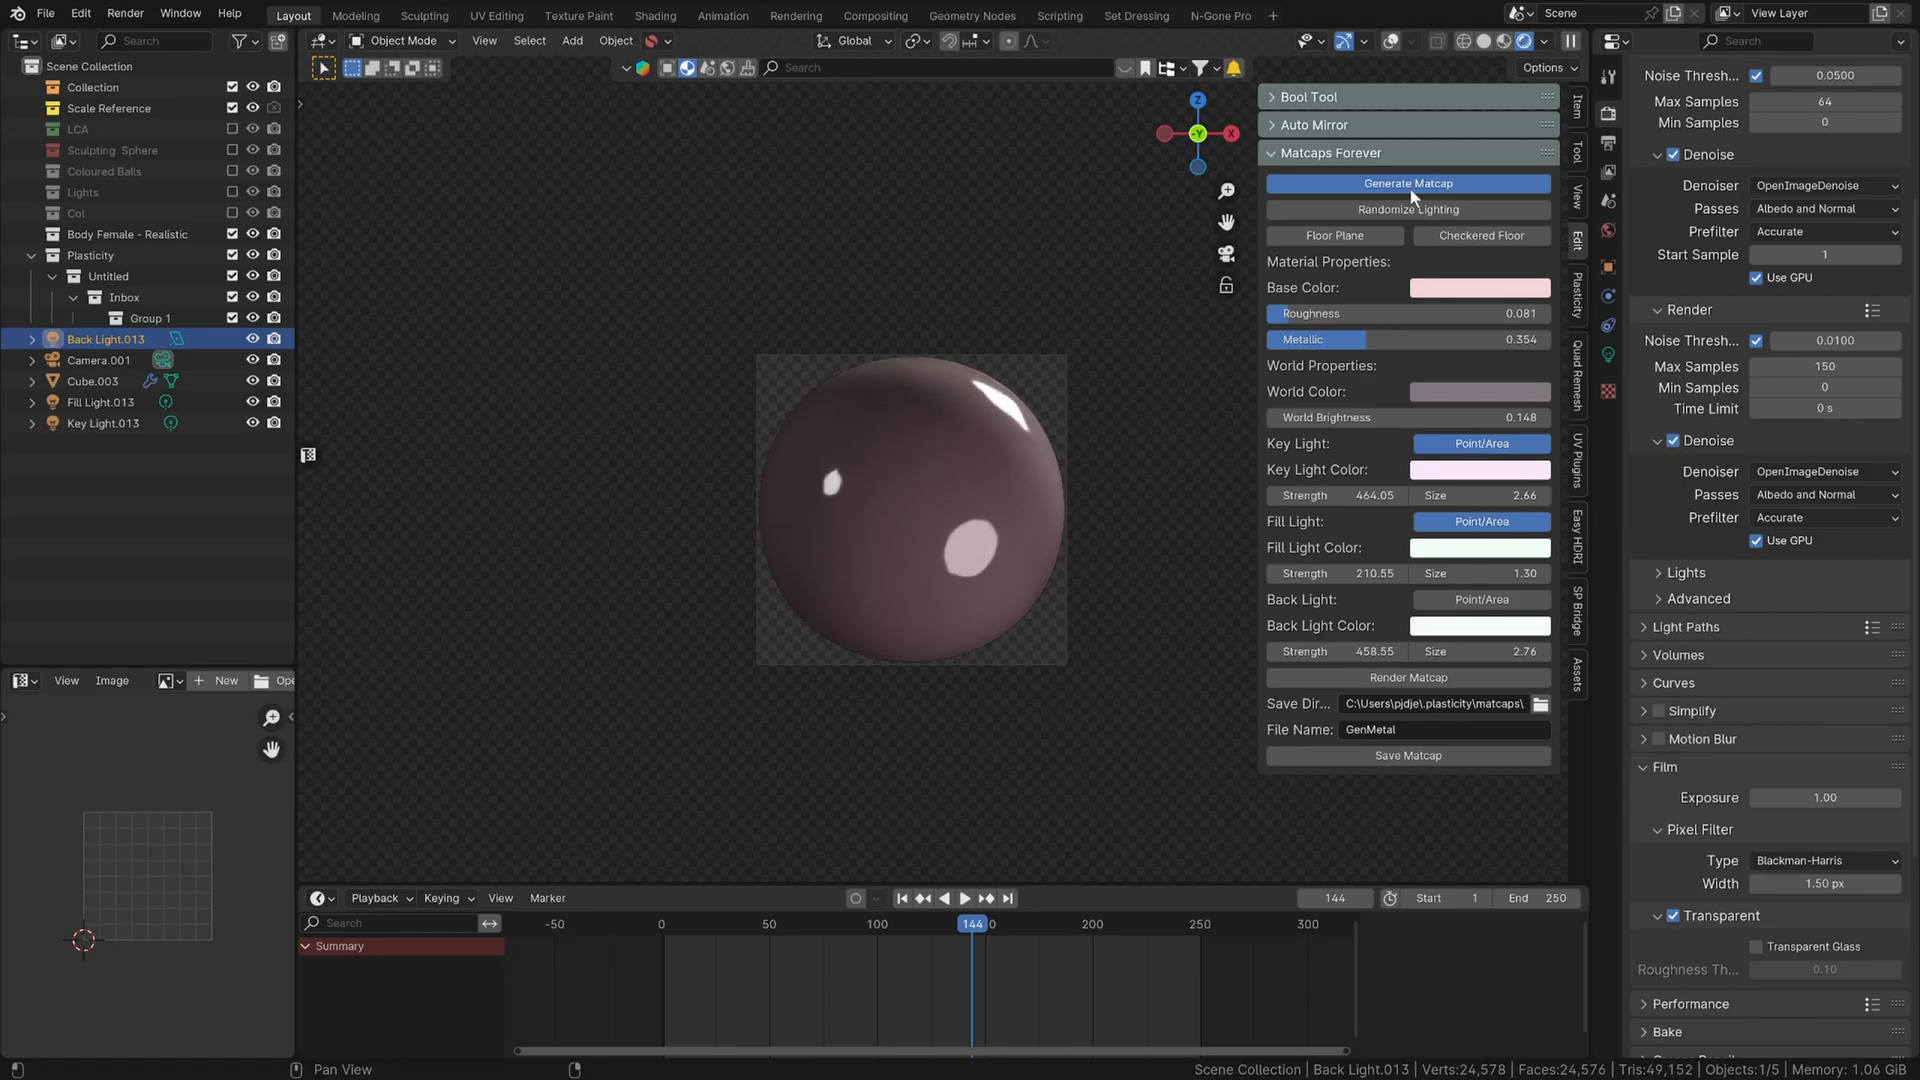 File Edit Render Window Help Layout Modeling Sculpting UV Editing Texture Paint Shading Animation Rendering Compositing Geometry Nodes Scripting Set Dressing N-Gone Pro + Scene View Layer
Search Object Mode View Select Add Object Global Search
Search Options
Scene Collection
Collection
Scale Reference
LCA
Sculpting Sphere
Coloured Balls
Lights
Col
Body Female - Realistic
Plasticity
Untitled
Inbox
Group 1
Back Light.013
Camera.001
Cube.003
Fill Light.013
Key Light.013
View Image + New Ope
Z
-Y X
Bool Tool
Auto Mirror
Matcaps Forever
Generate Matcap
Randomize Lighting
Floor Plane Checkered Floor
Material Properties:
Base Color:
Roughness 0.081
Metallic 0.354
World Properties:
World Color:
World Brightness 0.148
Key Light: Point/Area
Key Light Color:
Strength 464.05 Size 2.66
Fill Light: Point/Area
Fill Light Color:
Strength 210.55 Size 1.30
Back Light: Point/Area
Back Light Color:
Strength 458.55 Size 2.76
Render Matcap
Save Dir... C:\Users\pjdje\.plasticity\matcaps\
File Name: GenMetal
Save Matcap
Item
Tool
View
Edit
Plasticity
Quad Remesh
UV Plugins
Easy HDRI
SP Bridge
Assets
Noise Thresh... 0.0500
Max Samples 64
Min Samples 0
Denoise
Denoiser OpenImageDenoise
Passes Albedo and Normal
Prefilter Accurate
Start Sample 1
Use GPU
Render
Noise Thresh... 0.0100
Max Samples 150
Min Samples 0
Time Limit 0 s
Denoise
Denoiser OpenImageDenoise
Passes Albedo and Normal
Prefilter Accurate
Use GPU
Lights
Advanced
Light Paths
Volumes
Curves
Simplify
Motion Blur
Film
Exposure 1.00
Pixel Filter
Type Blackman-Harris
Width 1.50 px
Transparent
Transparent Glass
Roughness Th... 0.10
Performance
Bake
Playback Keying View Marker 144 Start 1 End 250
Search -50 0 50 100 144 0 200 250 300
Summary
Pan View Scene Collection | Back Light.013 | Verts:24,578 | Faces:24,576 | Tris:49,152 | Objects:1/5 | Memory: 1.06 GiB